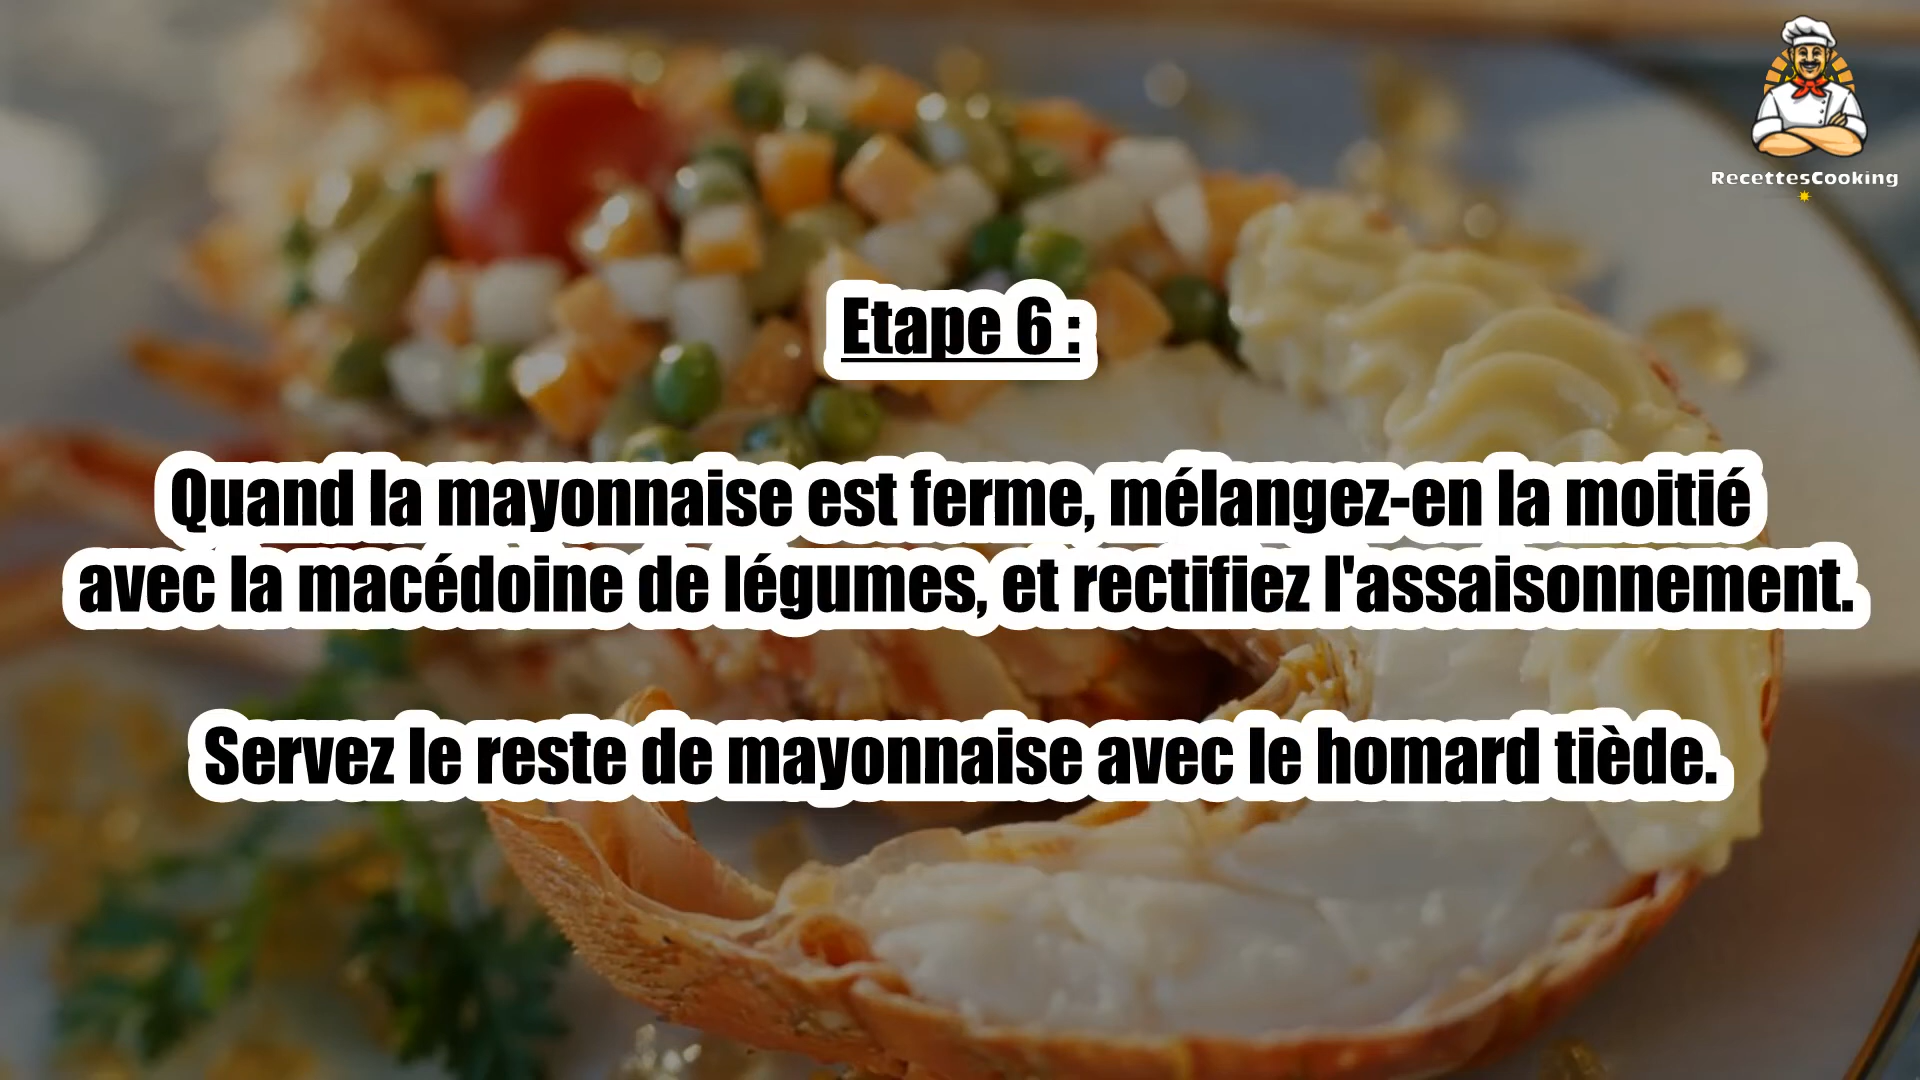 RecettesCooking
Etape 6 :
Quand la mayonnaise est ferme, mélangez-en la moitié
avec la macédoine de légumes, et rectifiez l'assaisonnement.
Servez le reste de mayonnaise avec le homard tiède.